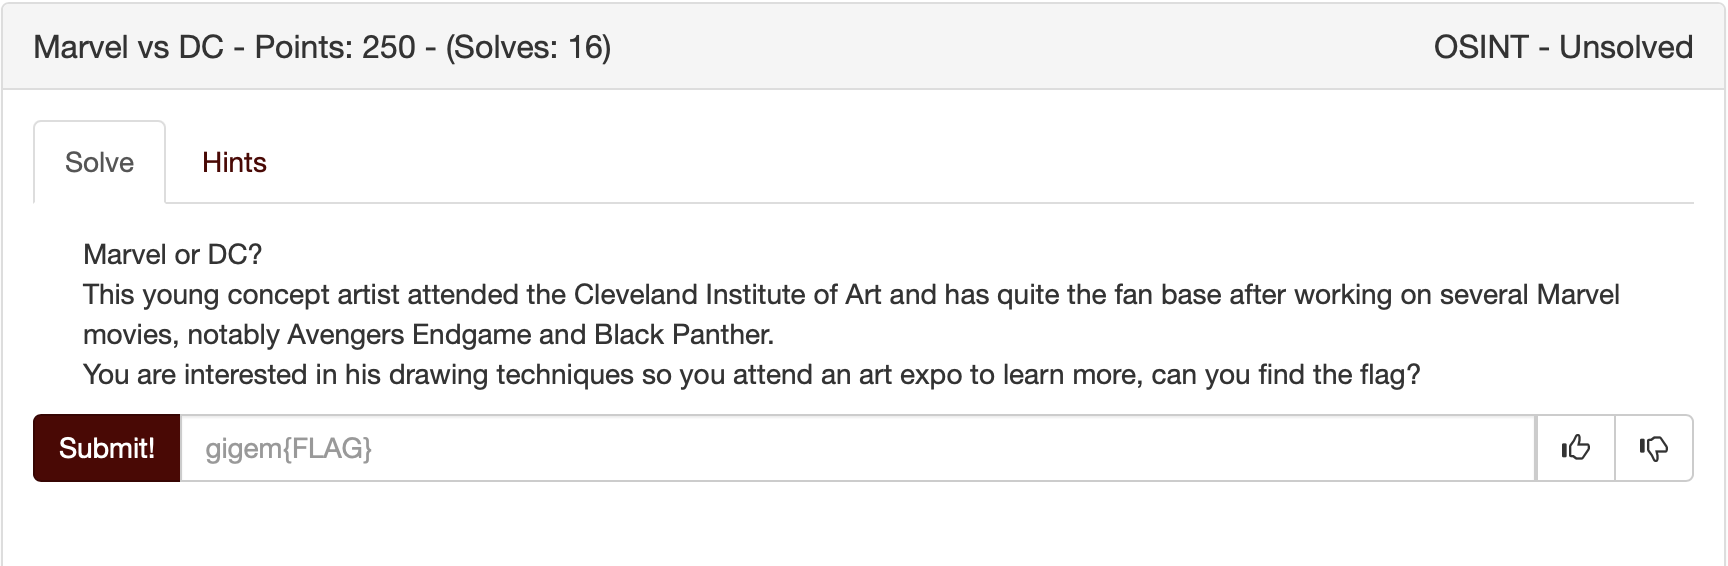 Marvel vs DC - Points: 250 - (Solves: 16)
OSINT - Unsolved
Solve
Hints
Marvel or DC?
This young concept artist attended the Cleveland Institute of Art and has quite the fan base after working on several Marvel
movies, notably Avengers Endgame and Black Panther.
You are interested in his drawing techniques so you attend an art expo to learn more, can you find the flag?
Submit!
gigem{FLAG}